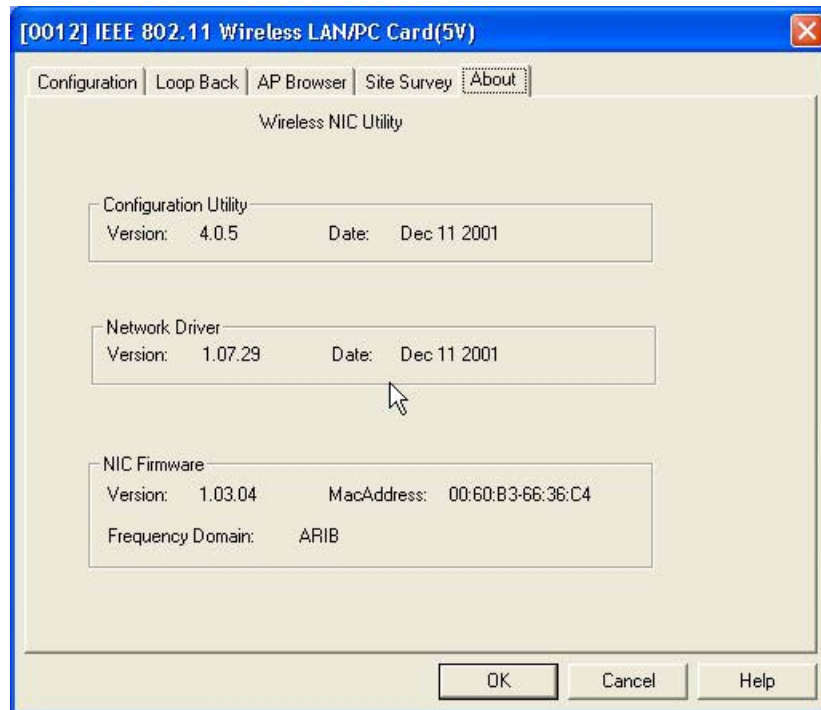 [0012] IEEE 802.11 Wireless LAN/PC Card(5V)
Configuration Loop Back AP Browser Site Survey About
Wireless NIC Utility
Configuration Utility
Version: 4.0.5 Date: Dec 11 2001
Network Driver
Version: 1.07.29 Date: Dec 11 2001
NIC Firmware
Version: 1.03.04 MacAddress: 00:60:B3-66:36:C4
Frequency Domain: ARIB
OK Cancel Help